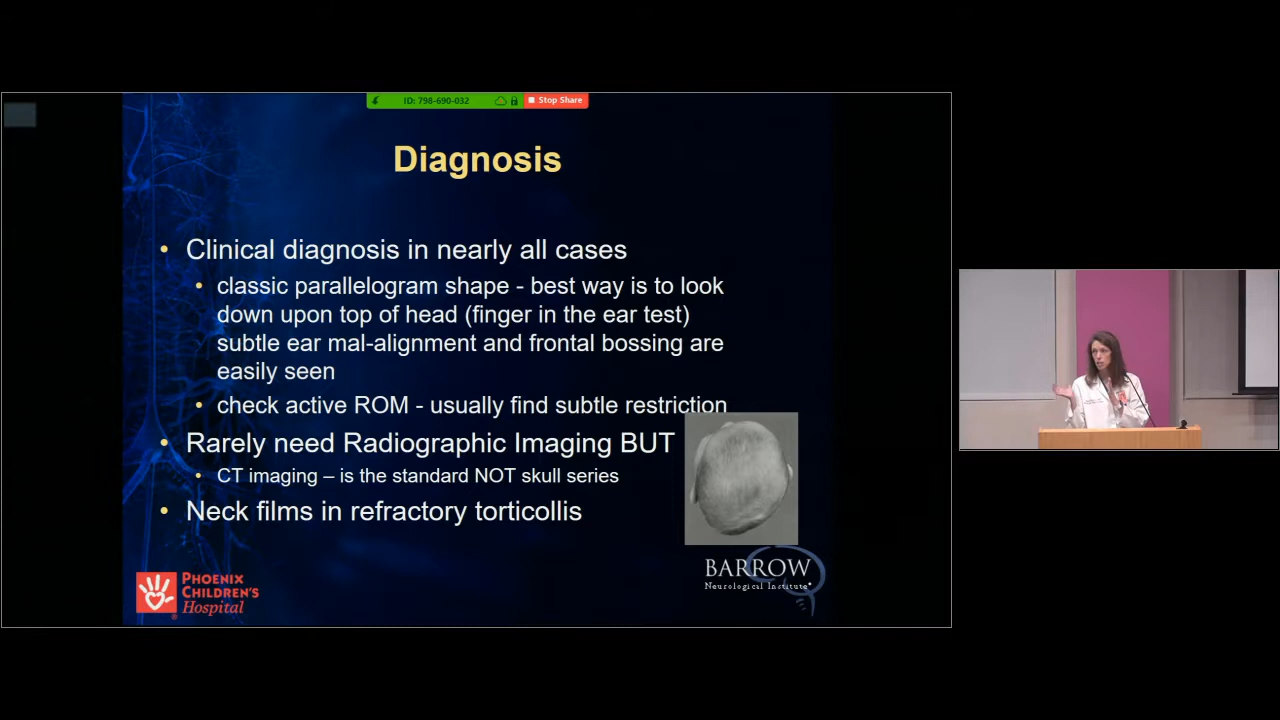 ID: 798-690-032
Stop Share
Diagnosis
• Clinical diagnosis in nearly all cases
• classic parallelogram shape - best way is to look
down upon top of head (finger in the ear test)
subtle ear mal-alignment and frontal bossing are
easily seen
• check active ROM - usually find subtle restriction
• Rarely need Radiographic Imaging BUT
• CT imaging – is the standard NOT skull series
• Neck films in refractory torticollis
PHOENIX
CHILDREN'S
Hospital
BARROW
Neurological Institute®